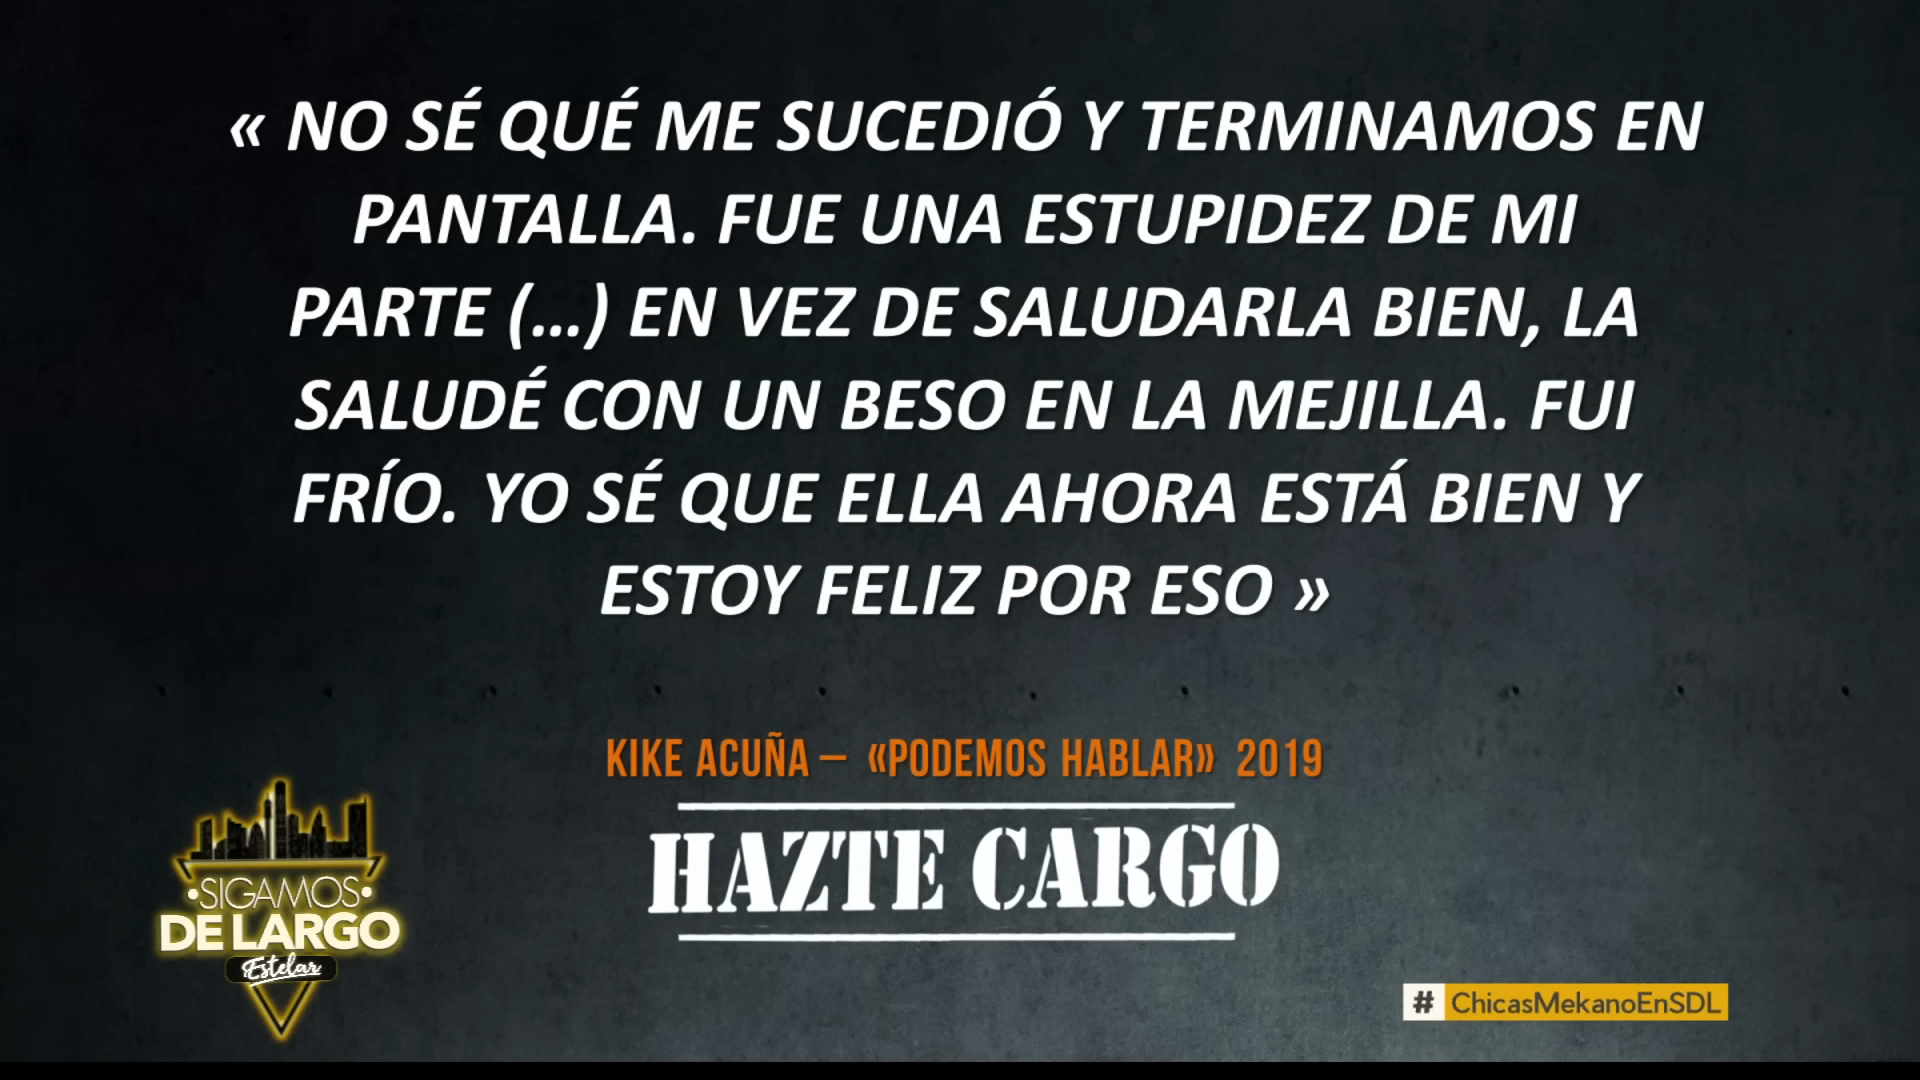 « NO SÉ QUÉ ME SUCEDIÓ Y TERMINAMOS EN
PANTALLA. FUE UNA ESTUPIDEZ DE MI
PARTE (...) EN VEZ DE SALUDARLA BIEN, LA
SALUDÉ CON UN BESO EN LA MEJILLA. FUI
FRÍO. YO SÉ QUE ELLA AHORA ESTÁ BIEN Y
ESTOY FELIZ POR ESO »
KIKE ACUÑA – «PODEMOS HABLAR» 2019
HAZTE CARGO
•SIGAMOS•
DE LARGO
Estelar
# ChicasMekanoEnSDL